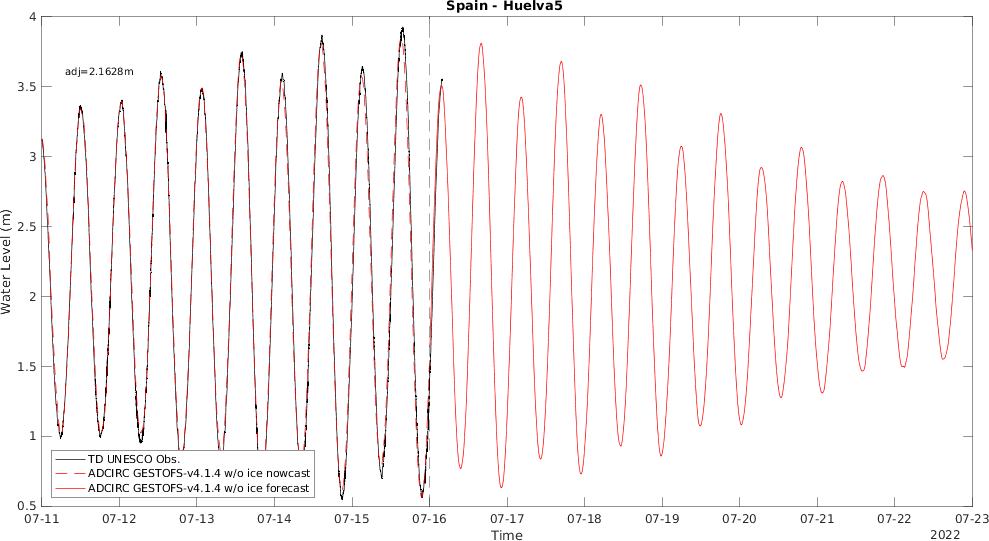 Spain - Huelva5
adj=2.1628m
Water Level (m)
4
3.5
3
2.5
2
1.5
1
0.5
TD UNESCO Obs.
ADCIRC GESTOFS-v4.1.4 w/o ice nowcast
ADCIRC GESTOFS-v4.1.4 w/o ice forecast
07-11 07-12 07-13 07-14 07-15 07-16 07-17 07-18 07-19 07-20 07-21 07-22 07-23
Time
2022